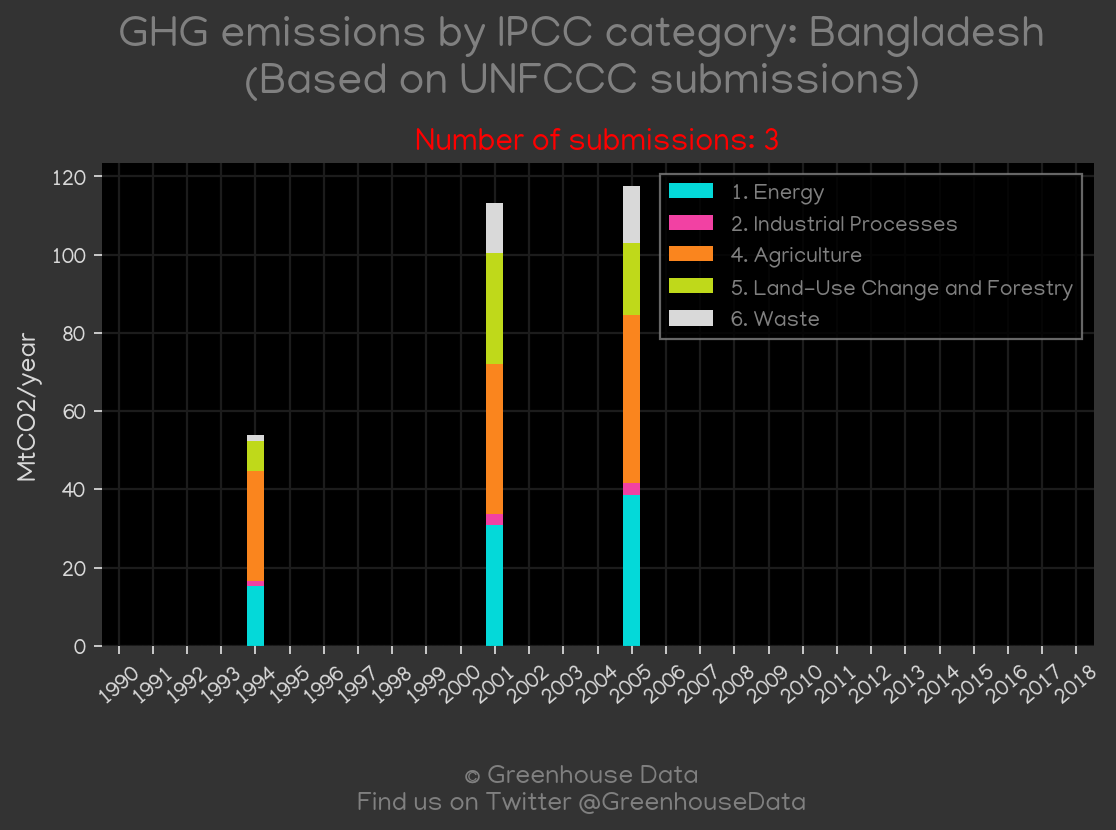 GHG emissions by IPCC category: Bangladesh
(Based on UNFCCC submissions)
Number of submissions: 3
120
100
80
60
40
20
0
MtCO2/year
1. Energy
2. Industrial Processes
4. Agriculture
5. Land-Use Change and Forestry
6. Waste
1990 1991 1992 1993 1994 1995 1996 1997 1998 1999 2000 2001 2002 2003 2004 2005 2006 2007 2008 2009 2010 2011 2012 2013 2014 2015 2016 2017 2018
© Greenhouse Data
Find us on Twitter @GreenhouseData